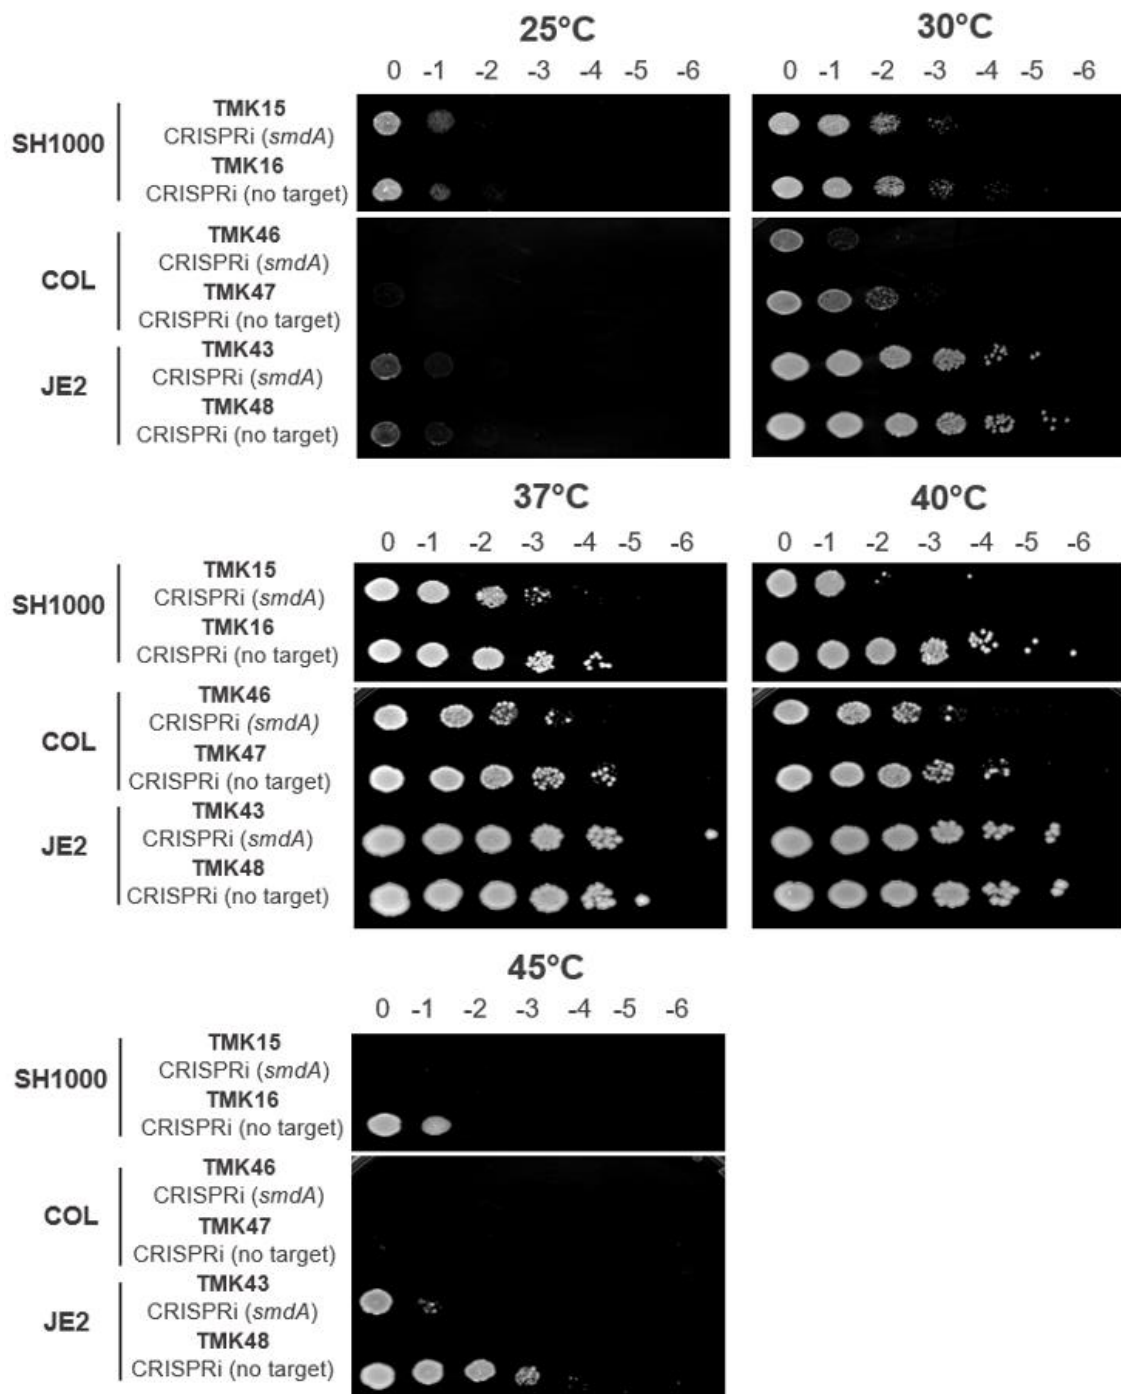 25°C 30°C
0 -1 -2 -3 -4 -5 -6 0 -1 -2 -3 -4 -5 -6
TMK15
SH1000 CRISPRi (smdA)
TMK16
CRISPRi (no target)
TMK46
CRISPRi (smdA)
COL TMK47
CRISPRi (no target)
TMK43
JE2 CRISPRi (smdA)
TMK48
CRISPRi (no target)
37°C 40°C
0 -1 -2 -3 -4 -5 -6 0 -1 -2 -3 -4 -5 -6
TMK15
SH1000 CRISPRi (smdA)
TMK16
CRISPRi (no target)
TMK46
COL CRISPRi (smdA)
TMK47
CRISPRi (no target)
TMK43
JE2 CRISPRi (smdA)
TMK48
CRISPRi (no target)
45°C
0 -1 -2 -3 -4 -5 -6
TMK15
SH1000 CRISPRi (smdA)
TMK16
CRISPRi (no target)
TMK46
CRISPRi (smdA)
COL TMK47
CRISPRi (no target)
TMK43
JE2 CRISPRi (smdA)
TMK48
CRISPRi (no target)